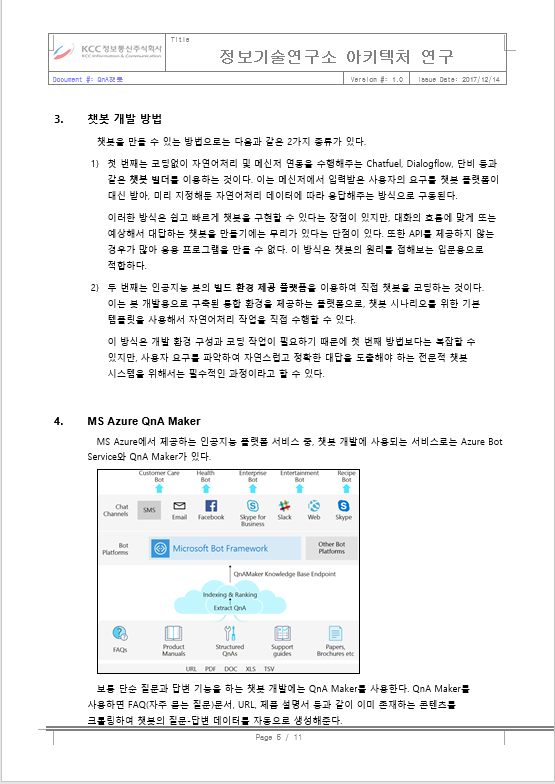 KCC정보통신주식회사
KCC Information & Communication
Title
정보기술연구소 아키텍처 연구
Document #: QnA챗봇
Version #: 1.0
Issue Date: 2017/12/14
3. 챗봇 개발 방법
챗봇을 만들 수 있는 방법으로는 다음과 같은 2가지 종류가 있다.
1) 첫 번째는 코딩없이 자연어처리 및 메신저 연동을 수행해주는 Chatfuel, Dialogflow, 단비 등과
같은 챗봇 빌더를 이용하는 것이다. 이는 메신저에서 입력받은 사용자의 요구를 챗봇 플랫폼이
대신 받아, 미리 지정해둔 자연어처리 데이터에 따라 응답해주는 방식으로 구동된다.
이러한 방식은 쉽고 빠르게 챗봇을 구현할 수 있다는 장점이 있지만, 대화의 흐름에 맞게 또는
예상해서 대답하는 챗봇을 만들기에는 무리가 있다는 단점이 있다. 또한 API를 제공하지 않는
경우가 많아 응용 프로그램을 만들 수 없다. 이 방식은 챗봇의 원리를 접해보는 입문용으로
적합하다.
2) 두 번째는 인공지능 봇의 빌드 환경 제공 플랫폼을 이용하여 직접 챗봇을 코딩하는 것이다.
이는 봇 개발용으로 구축된 통합 환경을 제공하는 플랫폼으로, 챗봇 시나리오를 위한 기본
템플릿을 사용해서 자연어처리 작업을 직접 수행할 수 있다.
이 방식은 개발 환경 구성과 코딩 작업이 필요하기 때문에 첫 번째 방법보다는 복잡할 수
있지만, 사용자 요구를 파악하여 자연스럽고 정확한 대답을 도출해야 하는 전문적 챗봇
시스템을 위해서는 필수적인 과정이라고 할 수 있다.
4. MS Azure QnA Maker
MS Azure에서 제공하는 인공지능 플랫폼 서비스 중, 챗봇 개발에 사용되는 서비스로는 Azure Bot
Service와 QnA Maker가 있다.
Customer Care Bot
Health Bot
Enterprise Bot
Entertainment Bot
Recipe Bot
Chat Channels
SMS
Email
Facebook
Skype for Business
Slack
Web
Skype
Bot Platforms
Microsoft Bot Framework
Other Bot Platforms
QnAMaker Knowledge Base Endpoint
Indexing & Ranking
Extract QnA
FAQs
Product Manuals
Structured QnAs
Support guides
Papers, Brochures etc
URL PDF DOC XLS TSV
보통 단순 질문과 답변 기능을 하는 챗봇 개발에는 QnA Maker를 사용한다. QnA Maker를
사용하면 FAQ(자주 묻는 질문)문서, URL, 제품 설명서 등과 같이 이미 존재하는 콘텐츠를
크롤링하여 챗봇의 질문-답변 데이터를 자동으로 생성해준다.
Page 5 / 11